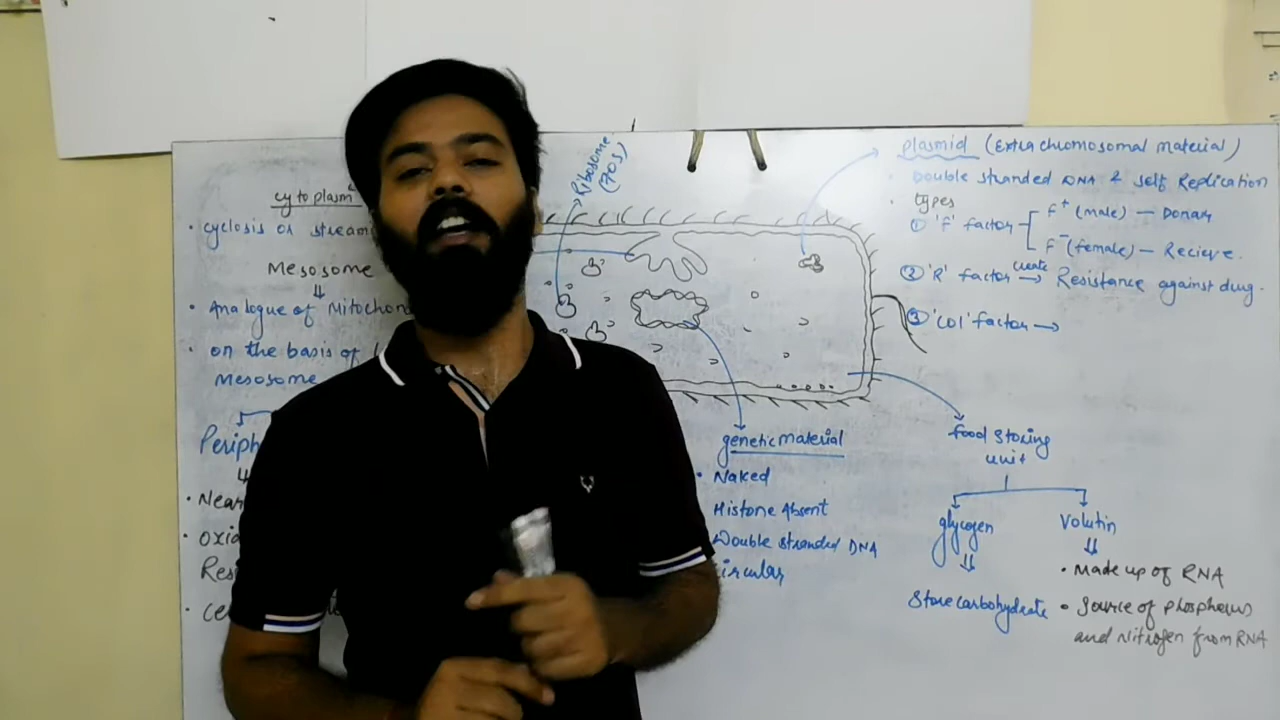 cytoplasm
• cyclosis or stream
Mesosome
• Analogue of Mitochon
• on the basis of
Mesosome
Periph
• Near
• Oxi
Res
• Ce
Ribosome
(70S)
plasmid (Extra chromosomal material)
• Double stranded DNA & self Replication
• types
① 'F' factor
F+ (male) — Donar
F- (female) — Recieve.
② 'R' factor create → Resistance against drug.
③ 'Col' factor →
genetic material
• Naked
Histone Absent
Double stranded DNA
circular
food storing
unit
glycogen
Store carbohydrate
Volutin
• Made up of RNA
• Source of phosphorus
and Nitrogen from RNA